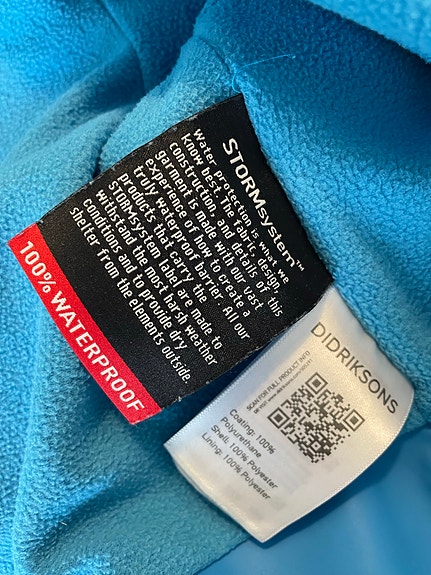 STORMsystem™
Water protection is what we
know best. The fabric, design,
construction, and details of this
garment is made with our vast
experience of how to create a
truly waterproof barrier. All our
products that carry the
STORMsystem label are made to
withstand the most harsh weather
conditions and to provide dry
shelter from the elements outside.
100% WATERPROOF
DIDRIKSONS
SCAN FOR FULL PRODUCT INFO
Coating: 100%
Polyurethane
Shell: 100% Polyester
Lining: 100% Polyester